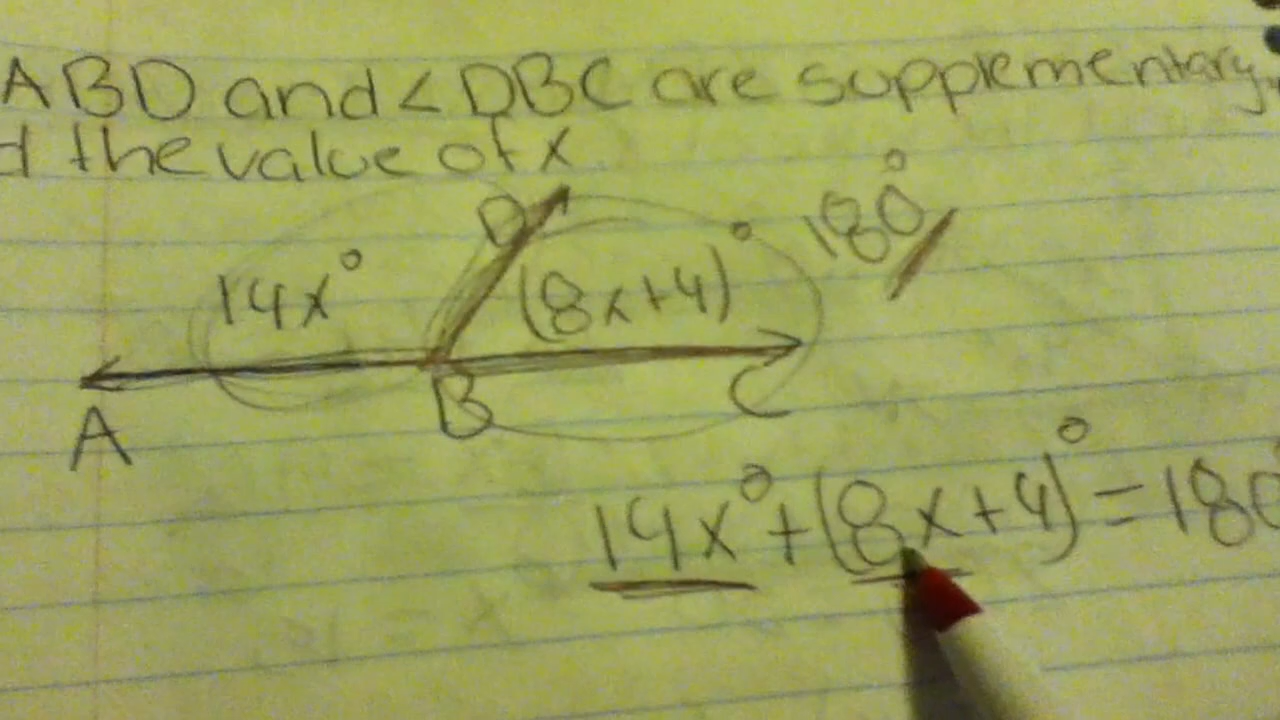 ABD and < DBC are supplementary.
d the value of x
D
180°
14x°
(8x+4)°
B
C
A
14x° + (8x+4)° = 180°